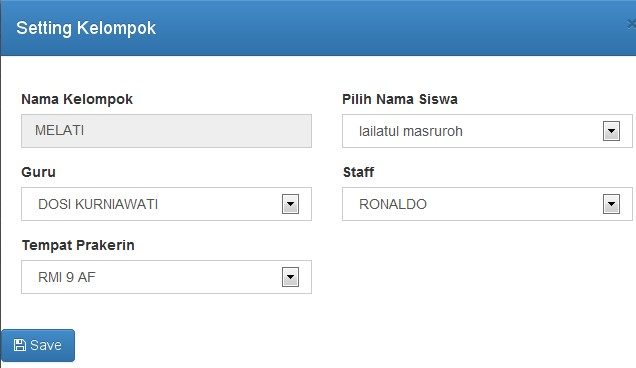 Setting Kelompok
×
Nama Kelompok
Pilih Nama Siswa
MELATI
lailatul masruroh
Guru
Staff
DOSI KURNIAWATI
RONALDO
Tempat Prakerin
RMI 9 AF
Save